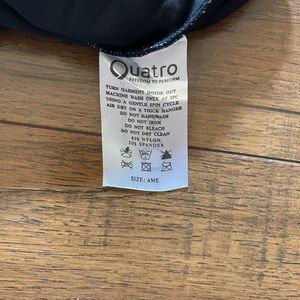 Quatro
FREEDOM TO PERFORM
TURN GARMENT INSIDE OUT
MACHINE WASH ONLY AT 30°
USING A GENTLE SPIN CYCLE
AIR DRY ON A THICK HANGER
DO NOT HANDWASH
DO NOT IRON
DO NOT BLEACH
DO NOT DRY CLEAN
80% NYLON
20% SPANDEX
SIZE: AME